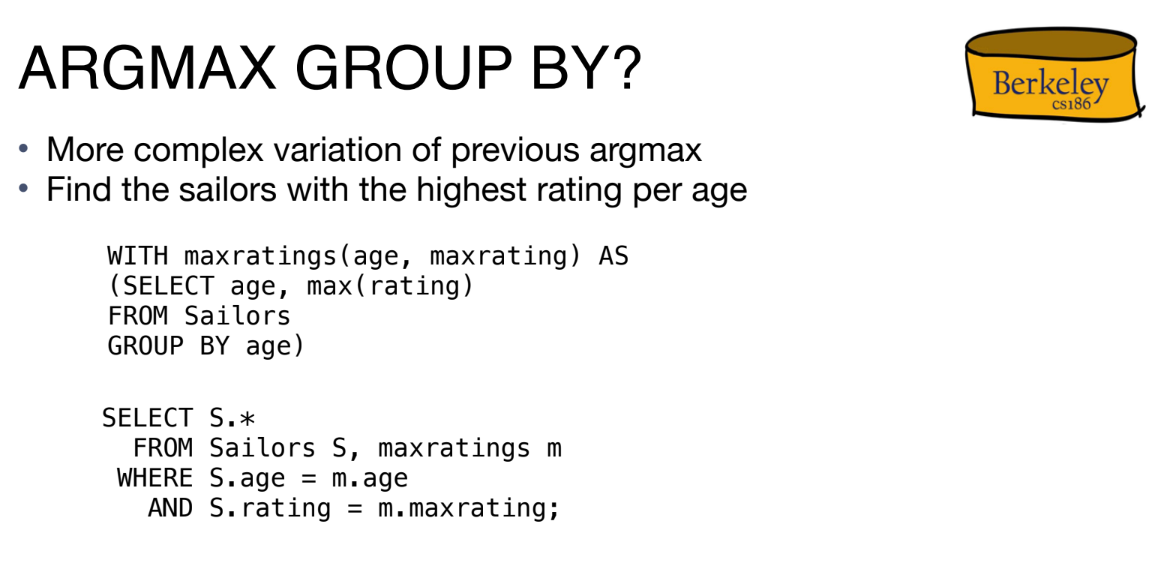 ARGMAX GROUP BY?
Berkeley
cs186
• More complex variation of previous argmax
• Find the sailors with the highest rating per age
WITH maxratings(age, maxrating) AS
(SELECT age, max(rating)
FROM Sailors
GROUP BY age)
SELECT S.*
FROM Sailors S, maxratings m
WHERE S.age = m.age
AND S.rating = m.maxrating;